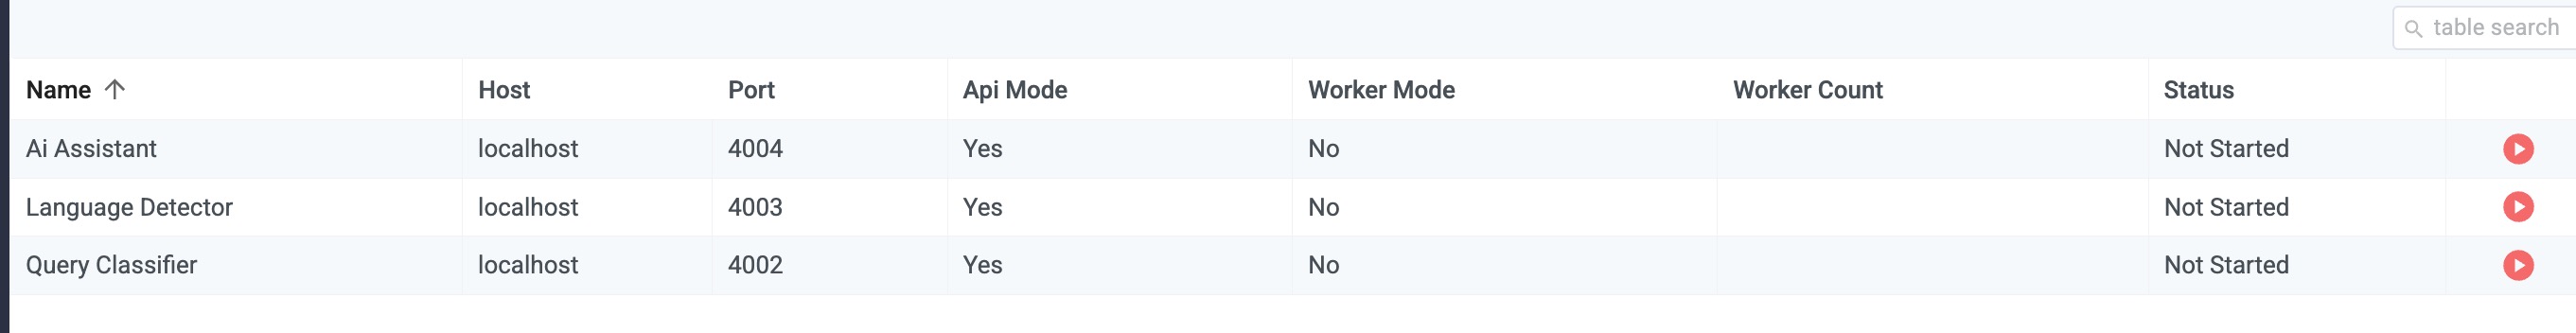 table search
Name Host Port Api Mode Worker Mode Worker Count Status
Ai Assistant localhost 4004 Yes No Not Started
Language Detector localhost 4003 Yes No Not Started
Query Classifier localhost 4002 Yes No Not Started